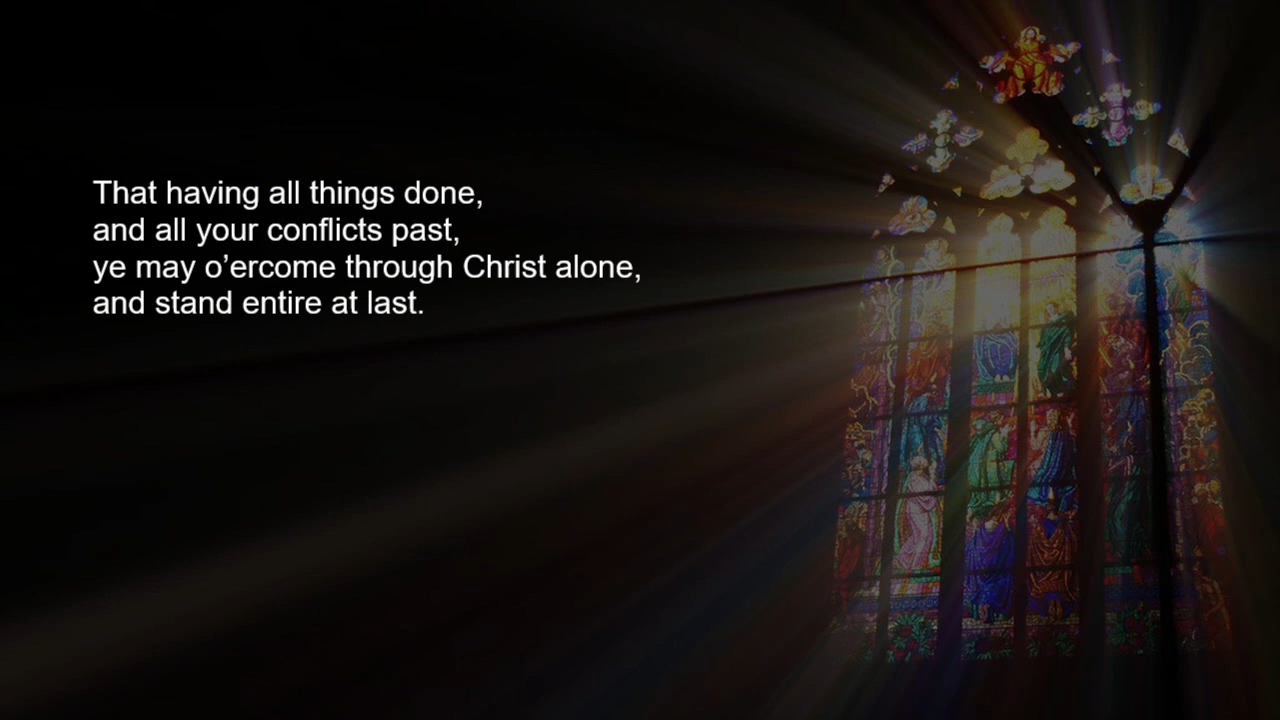 That having all things done,
and all your conflicts past,
ye may o’ercome through Christ alone,
and stand entire at last.